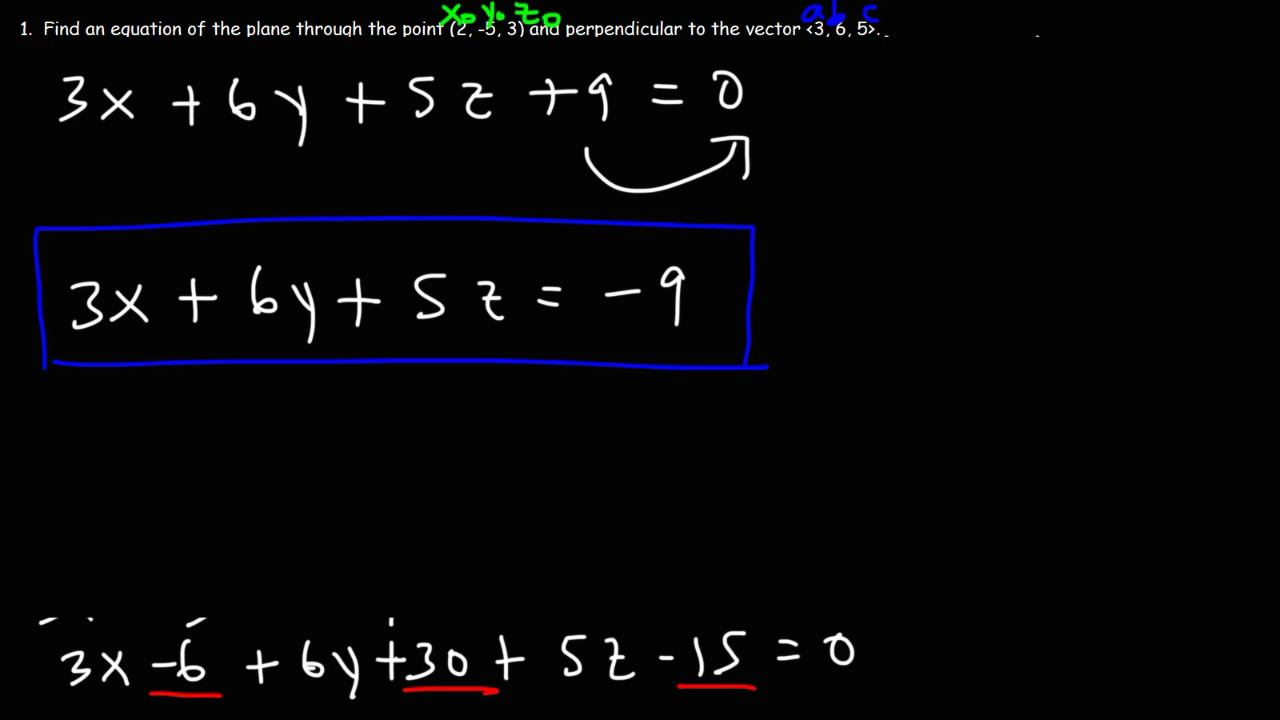 x₀ y₀ z₀ a b c
1. Find an equation of the plane through the point (2, -5, 3) and perpendicular to the vector <3, 6, 5>.
3x + 6y + 5z + 9 = 0
3x + 6y + 5z = -9
3x -6 + 6y +30 + 5z -15 = 0